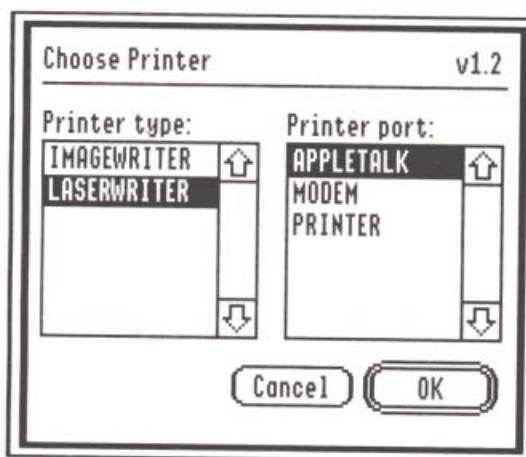 Choose Printer v1.2
Printer type:
IMAGEWRITER
LASERWRITER
Printer port:
APPLETALK
MODEM
PRINTER
Cancel OK